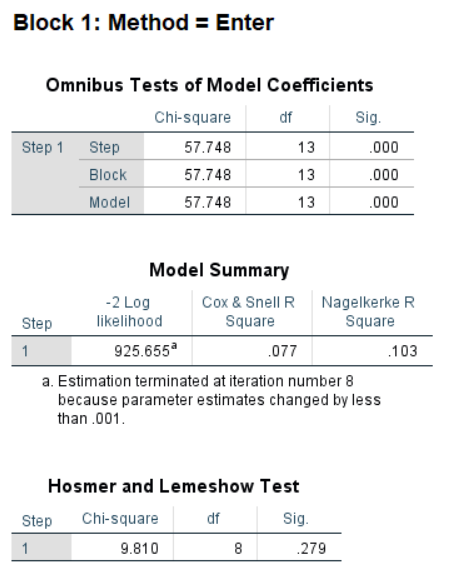 Block 1: Method = Enter
Omnibus Tests of Model Coefficients
Chi-square df Sig.
Step 1 Step 57.748 13 .000
Block 57.748 13 .000
Model 57.748 13 .000
Model Summary
-2 Log Cox & Snell R Nagelkerke R
Step likelihood Square Square
1 925.655a .077 .103
a. Estimation terminated at iteration number 8
because parameter estimates changed by less
than .001.
Hosmer and Lemeshow Test
Step Chi-square df Sig.
1 9.810 8 .279